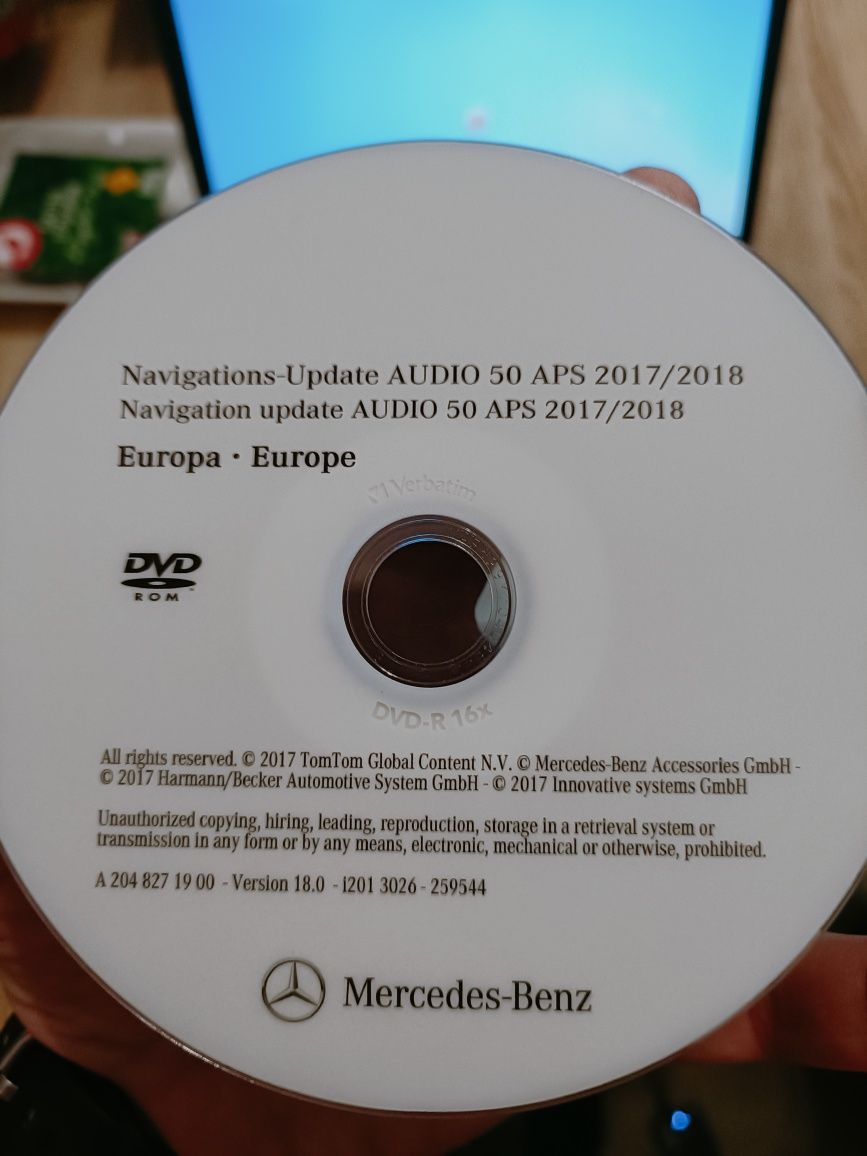 Navigations-Update AUDIO 50 APS 2017/2018
Navigation update AUDIO 50 APS 2017/2018
Europa · Europe
Verbatim
DVD
ROM
DVD-R 16x
All rights reserved. © 2017 TomTom Global Content N.V. © Mercedes-Benz Accessories GmbH -
© 2017 Harmann/Becker Automotive System GmbH - © 2017 Innovative systems GmbH
Unauthorized copying, hiring, leading, reproduction, storage in a retrieval system or
transmission in any form or by any means, electronic, mechanical or otherwise, prohibited.
A 204 827 19 00 - Version 18.0 - i201 3026 - 259544
Mercedes-Benz